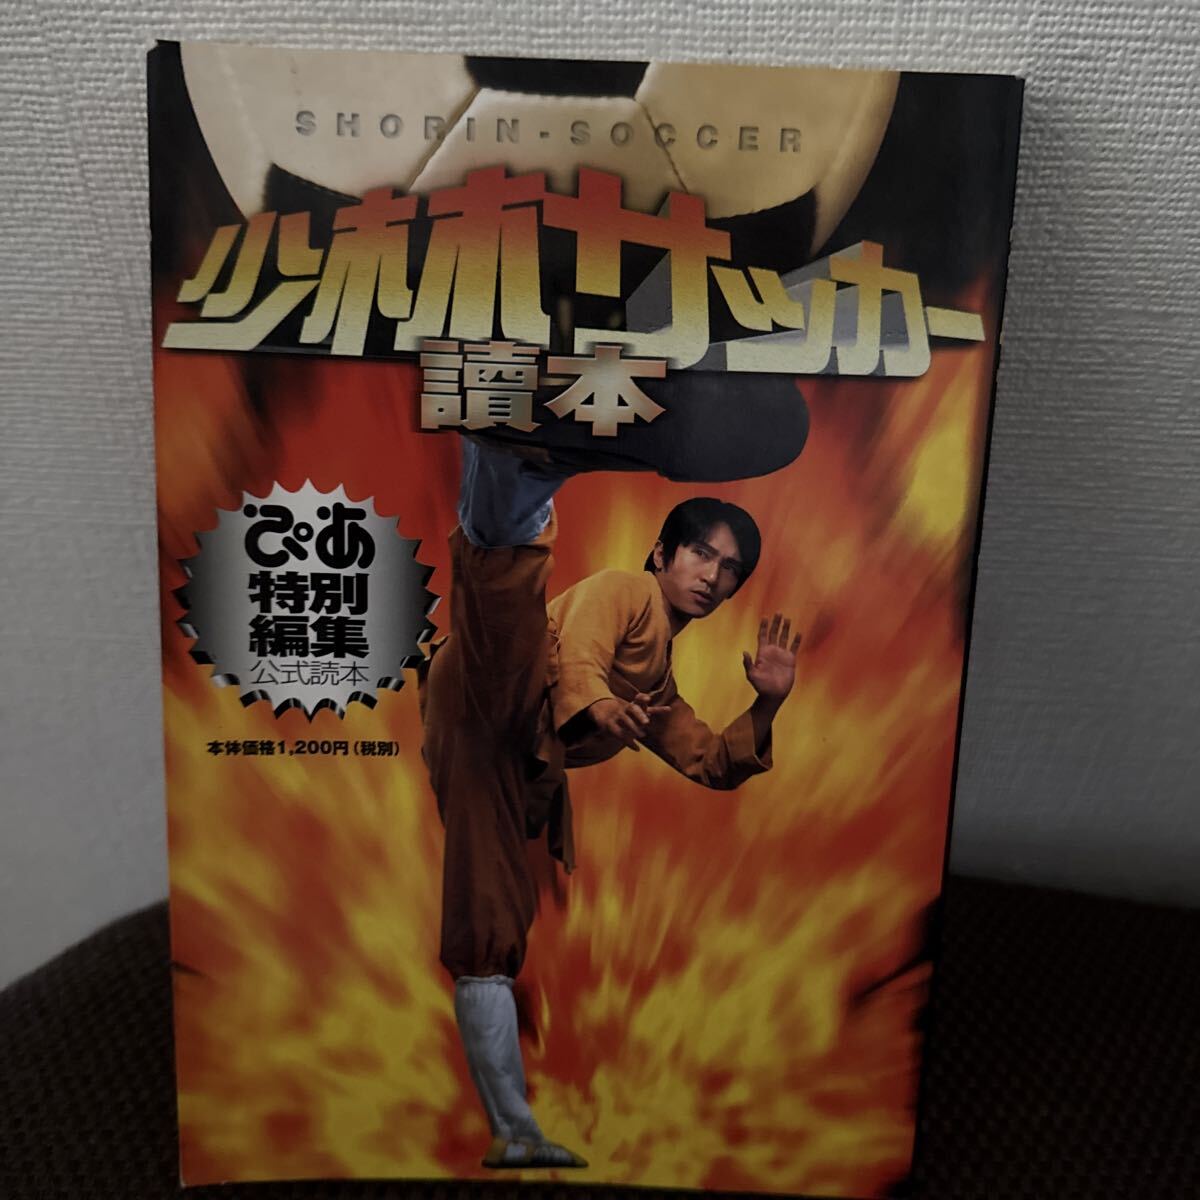 SHORIN-SOCCER
少林サッカー
讀本
ぴあ
特別
編集
公式読本
本体価格1,200円(税別)